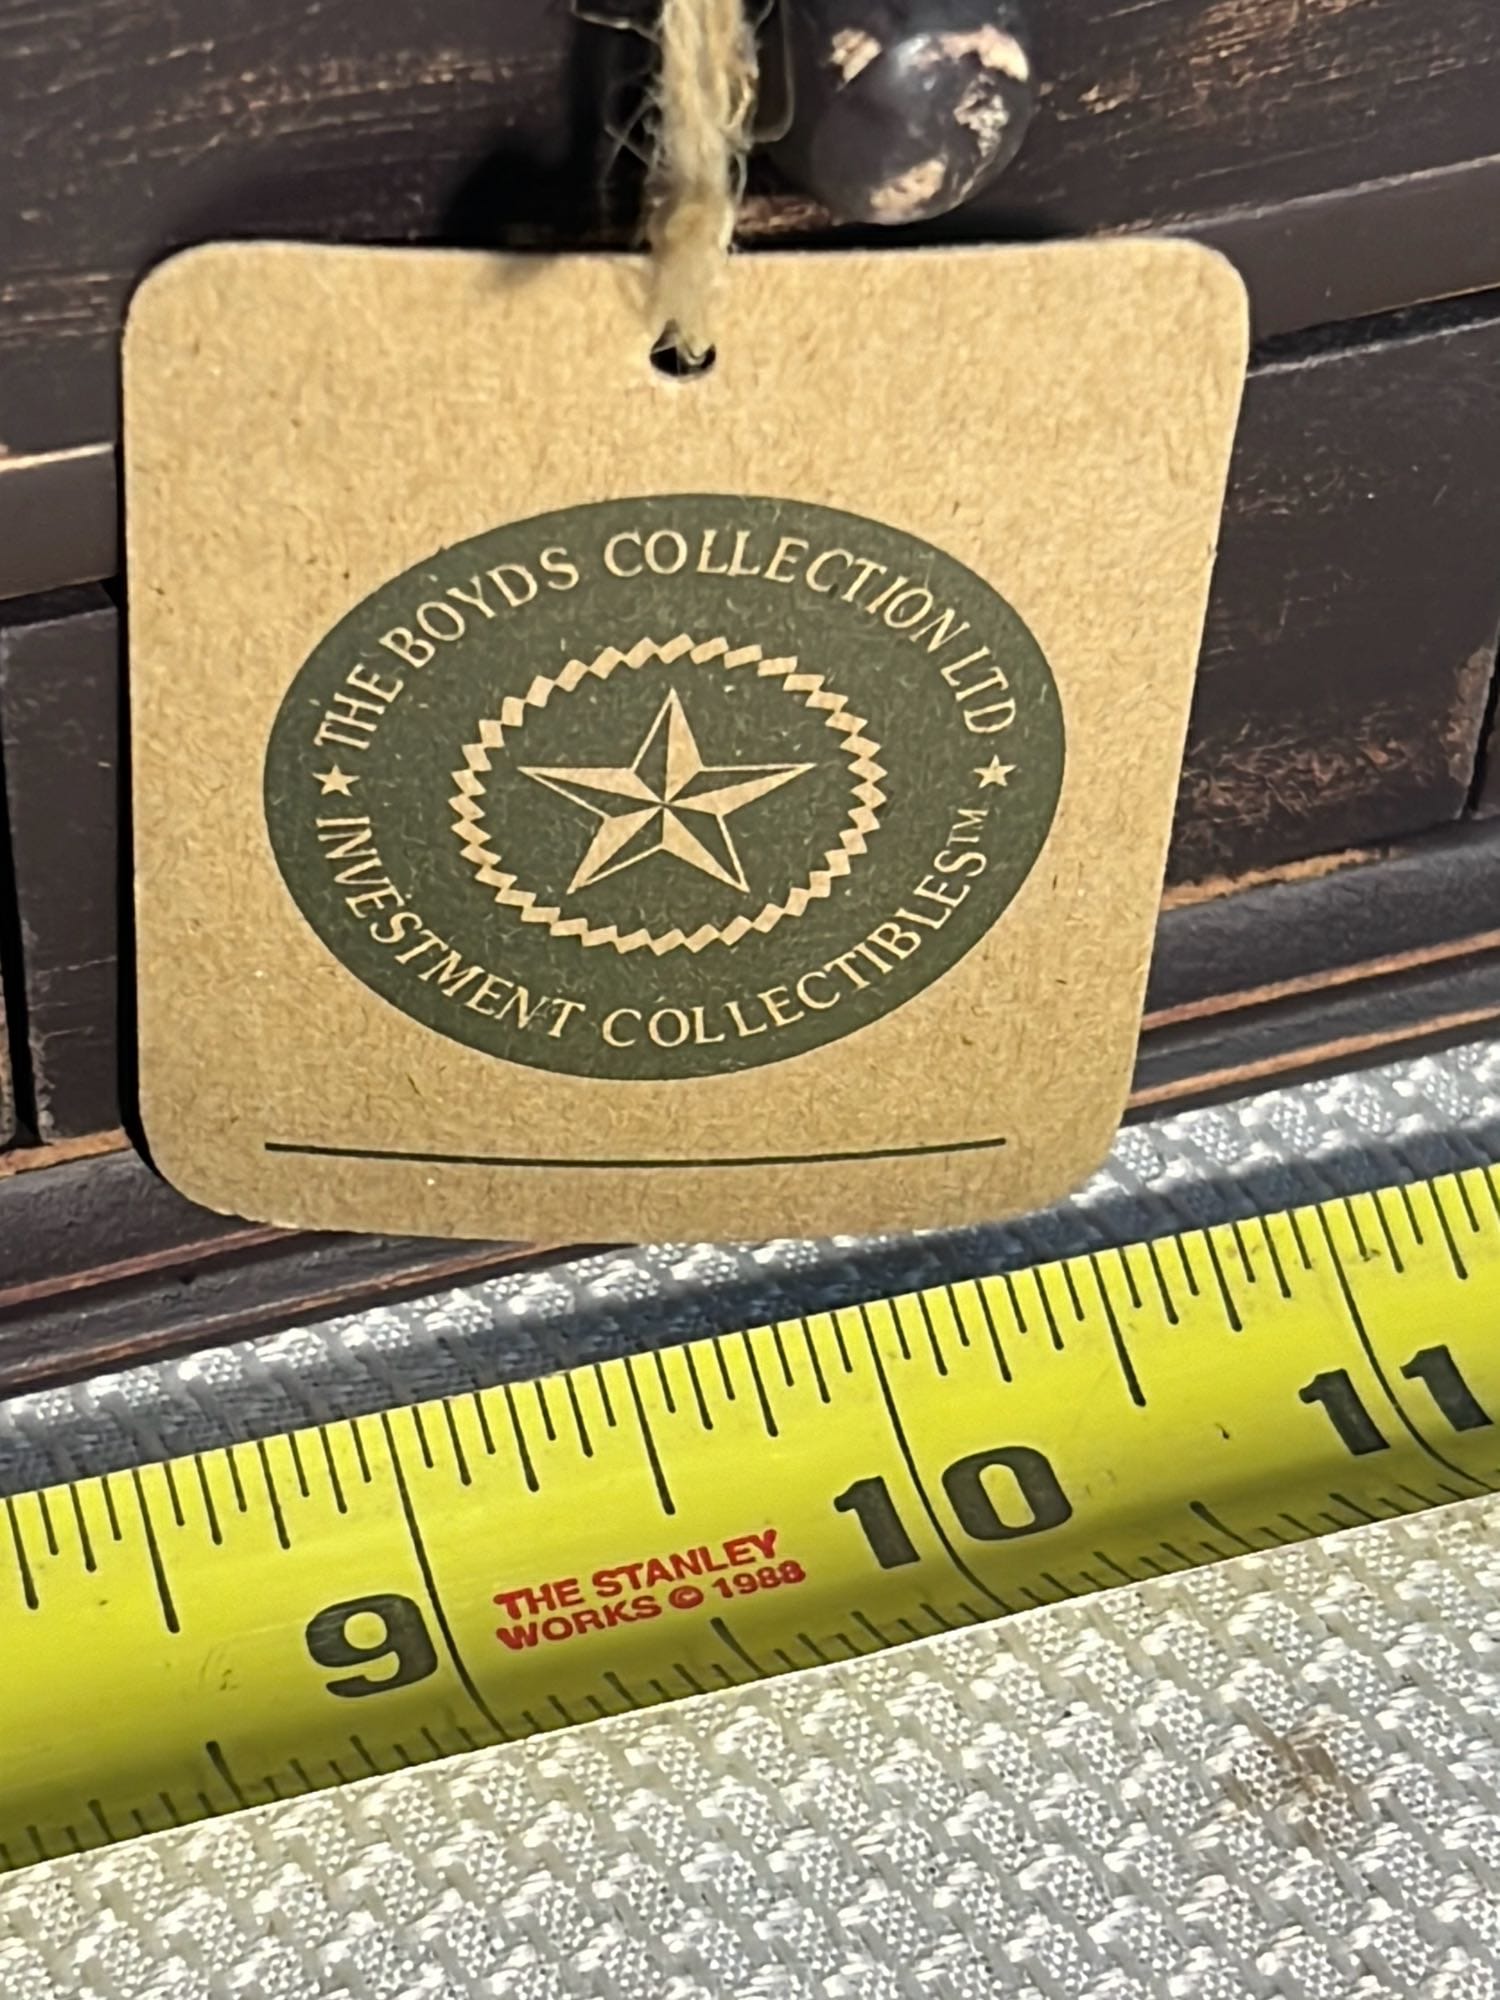 THE BOYDS COLLECTION LTD
INVESTMENT COLLECTIBLES™
9
THE STANLEY
WORKS © 1988
10
11